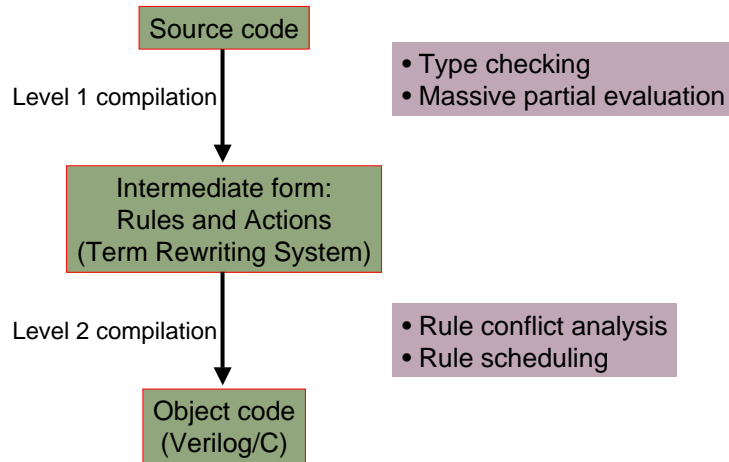 Source code
Level 1 compilation
• Type checking
• Massive partial evaluation
Intermediate form:
Rules and Actions
(Term Rewriting System)
Level 2 compilation
• Rule conflict analysis
• Rule scheduling
Object code
(Verilog/C)